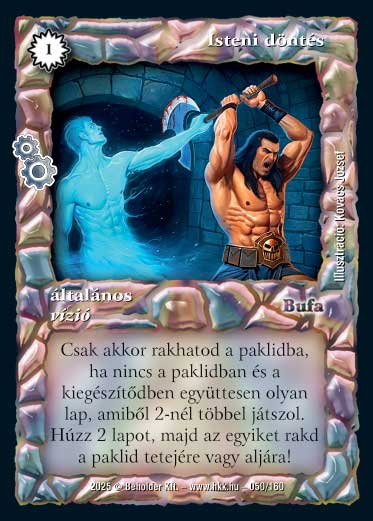 1
Isteni döntés
Illusztráció: Kovács József
általános
vízió
Bufa
Csak akkor rakhatod a paklidba,
ha nincs a paklidban és a
kiegészítődben együttesen olyan
lap, amiből 2-nél többel játszol.
Húzz 2 lapot, majd az egyiket rakd
a paklid tetejére vagy aljára!
2025 © Beholder Kft. – www.hkk.hu – 050/160